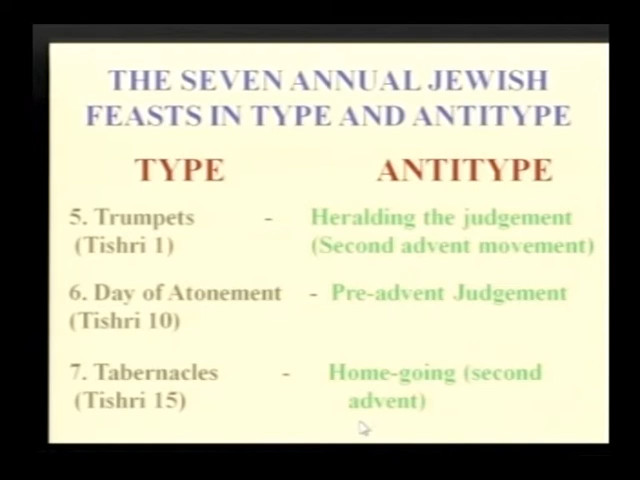 THE SEVEN ANNUAL JEWISH
FEASTS IN TYPE AND ANTITYPE
TYPE ANTITYPE
5. Trumpets - Heralding the judgement
(Tishri 1) (Second advent movement)
6. Day of Atonement - Pre-advent Judgement
(Tishri 10)
7. Tabernacles - Home-going (second
(Tishri 15) advent)